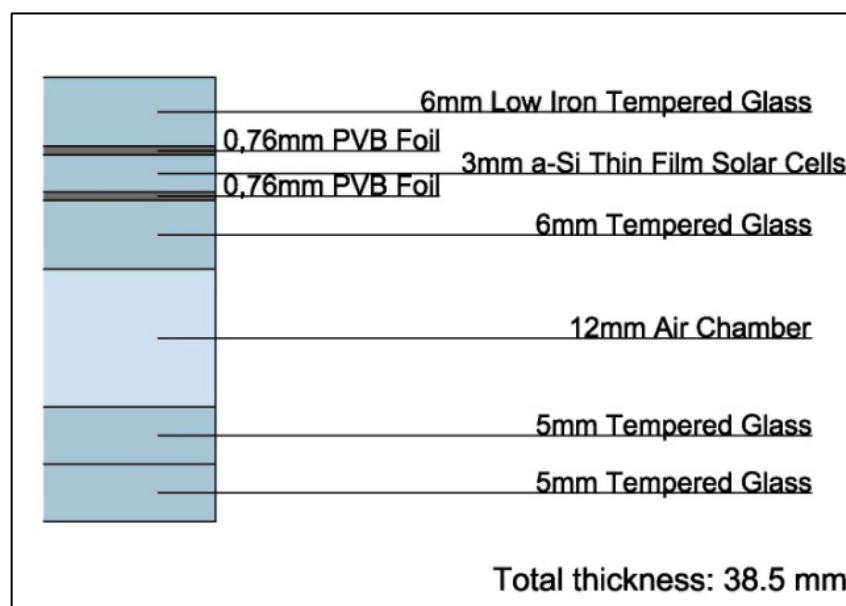 6mm Low Iron Tempered Glass
0,76mm PVB Foil
3mm a-Si Thin Film Solar Cells
0,76mm PVB Foil
6mm Tempered Glass
12mm Air Chamber
5mm Tempered Glass
5mm Tempered Glass
Total thickness: 38.5 mm